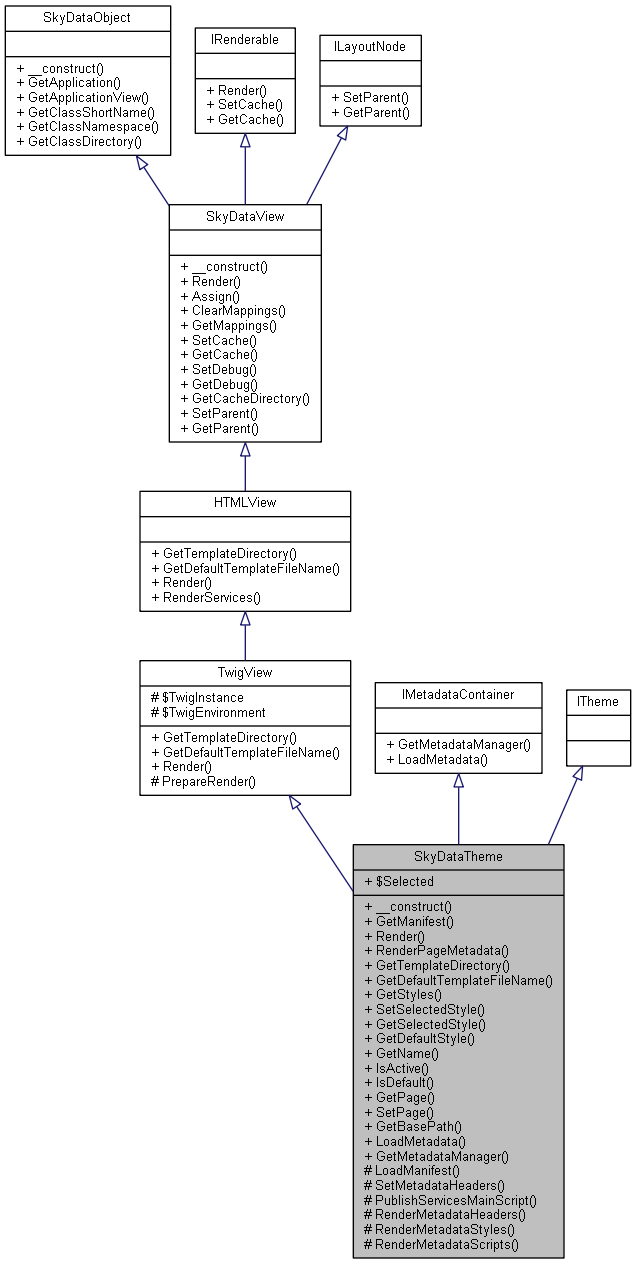 SkyDataObject
+ __construct()
+ GetApplication()
+ GetApplicationView()
+ GetClassShortName()
+ GetClassNamespace()
+ GetClassDirectory()
IRenderable
+ Render()
+ SetCache()
+ GetCache()
ILayoutNode
+ SetParent()
+ GetParent()
SkyDataView
+ __construct()
+ Render()
+ Assign()
+ ClearMappings()
+ GetMappings()
+ SetCache()
+ GetCache()
+ SetDebug()
+ GetDebug()
+ GetCacheDirectory()
+ SetParent()
+ GetParent()
HTMLView
+ GetTemplateDirectory()
+ GetDefaultTemplateFileName()
+ Render()
+ RenderServices()
TwigView
# $TwigInstance
# $TwigEnvironment
+ GetTemplateDirectory()
+ GetDefaultTemplateFileName()
+ Render()
# PrepareRender()
IMetadataContainer
+ GetMetadataManager()
+ LoadMetadata()
ITheme
SkyDataTheme
+ $Selected
+ __construct()
+ GetManifest()
+ Render()
+ RenderPageMetadata()
+ GetTemplateDirectory()
+ GetDefaultTemplateFileName()
+ GetStyles()
+ SetSelectedStyle()
+ GetSelectedStyle()
+ GetDefaultStyle()
+ GetName()
+ IsActive()
+ IsDefault()
+ GetPage()
+ SetPage()
+ GetBasePath()
+ LoadMetadata()
+ GetMetadataManager()
# LoadManifest()
# SetMetadataHeaders()
# PublishServicesMainScript()
# RenderMetadataHeaders()
# RenderMetadataStyles()
# RenderMetadataScripts()